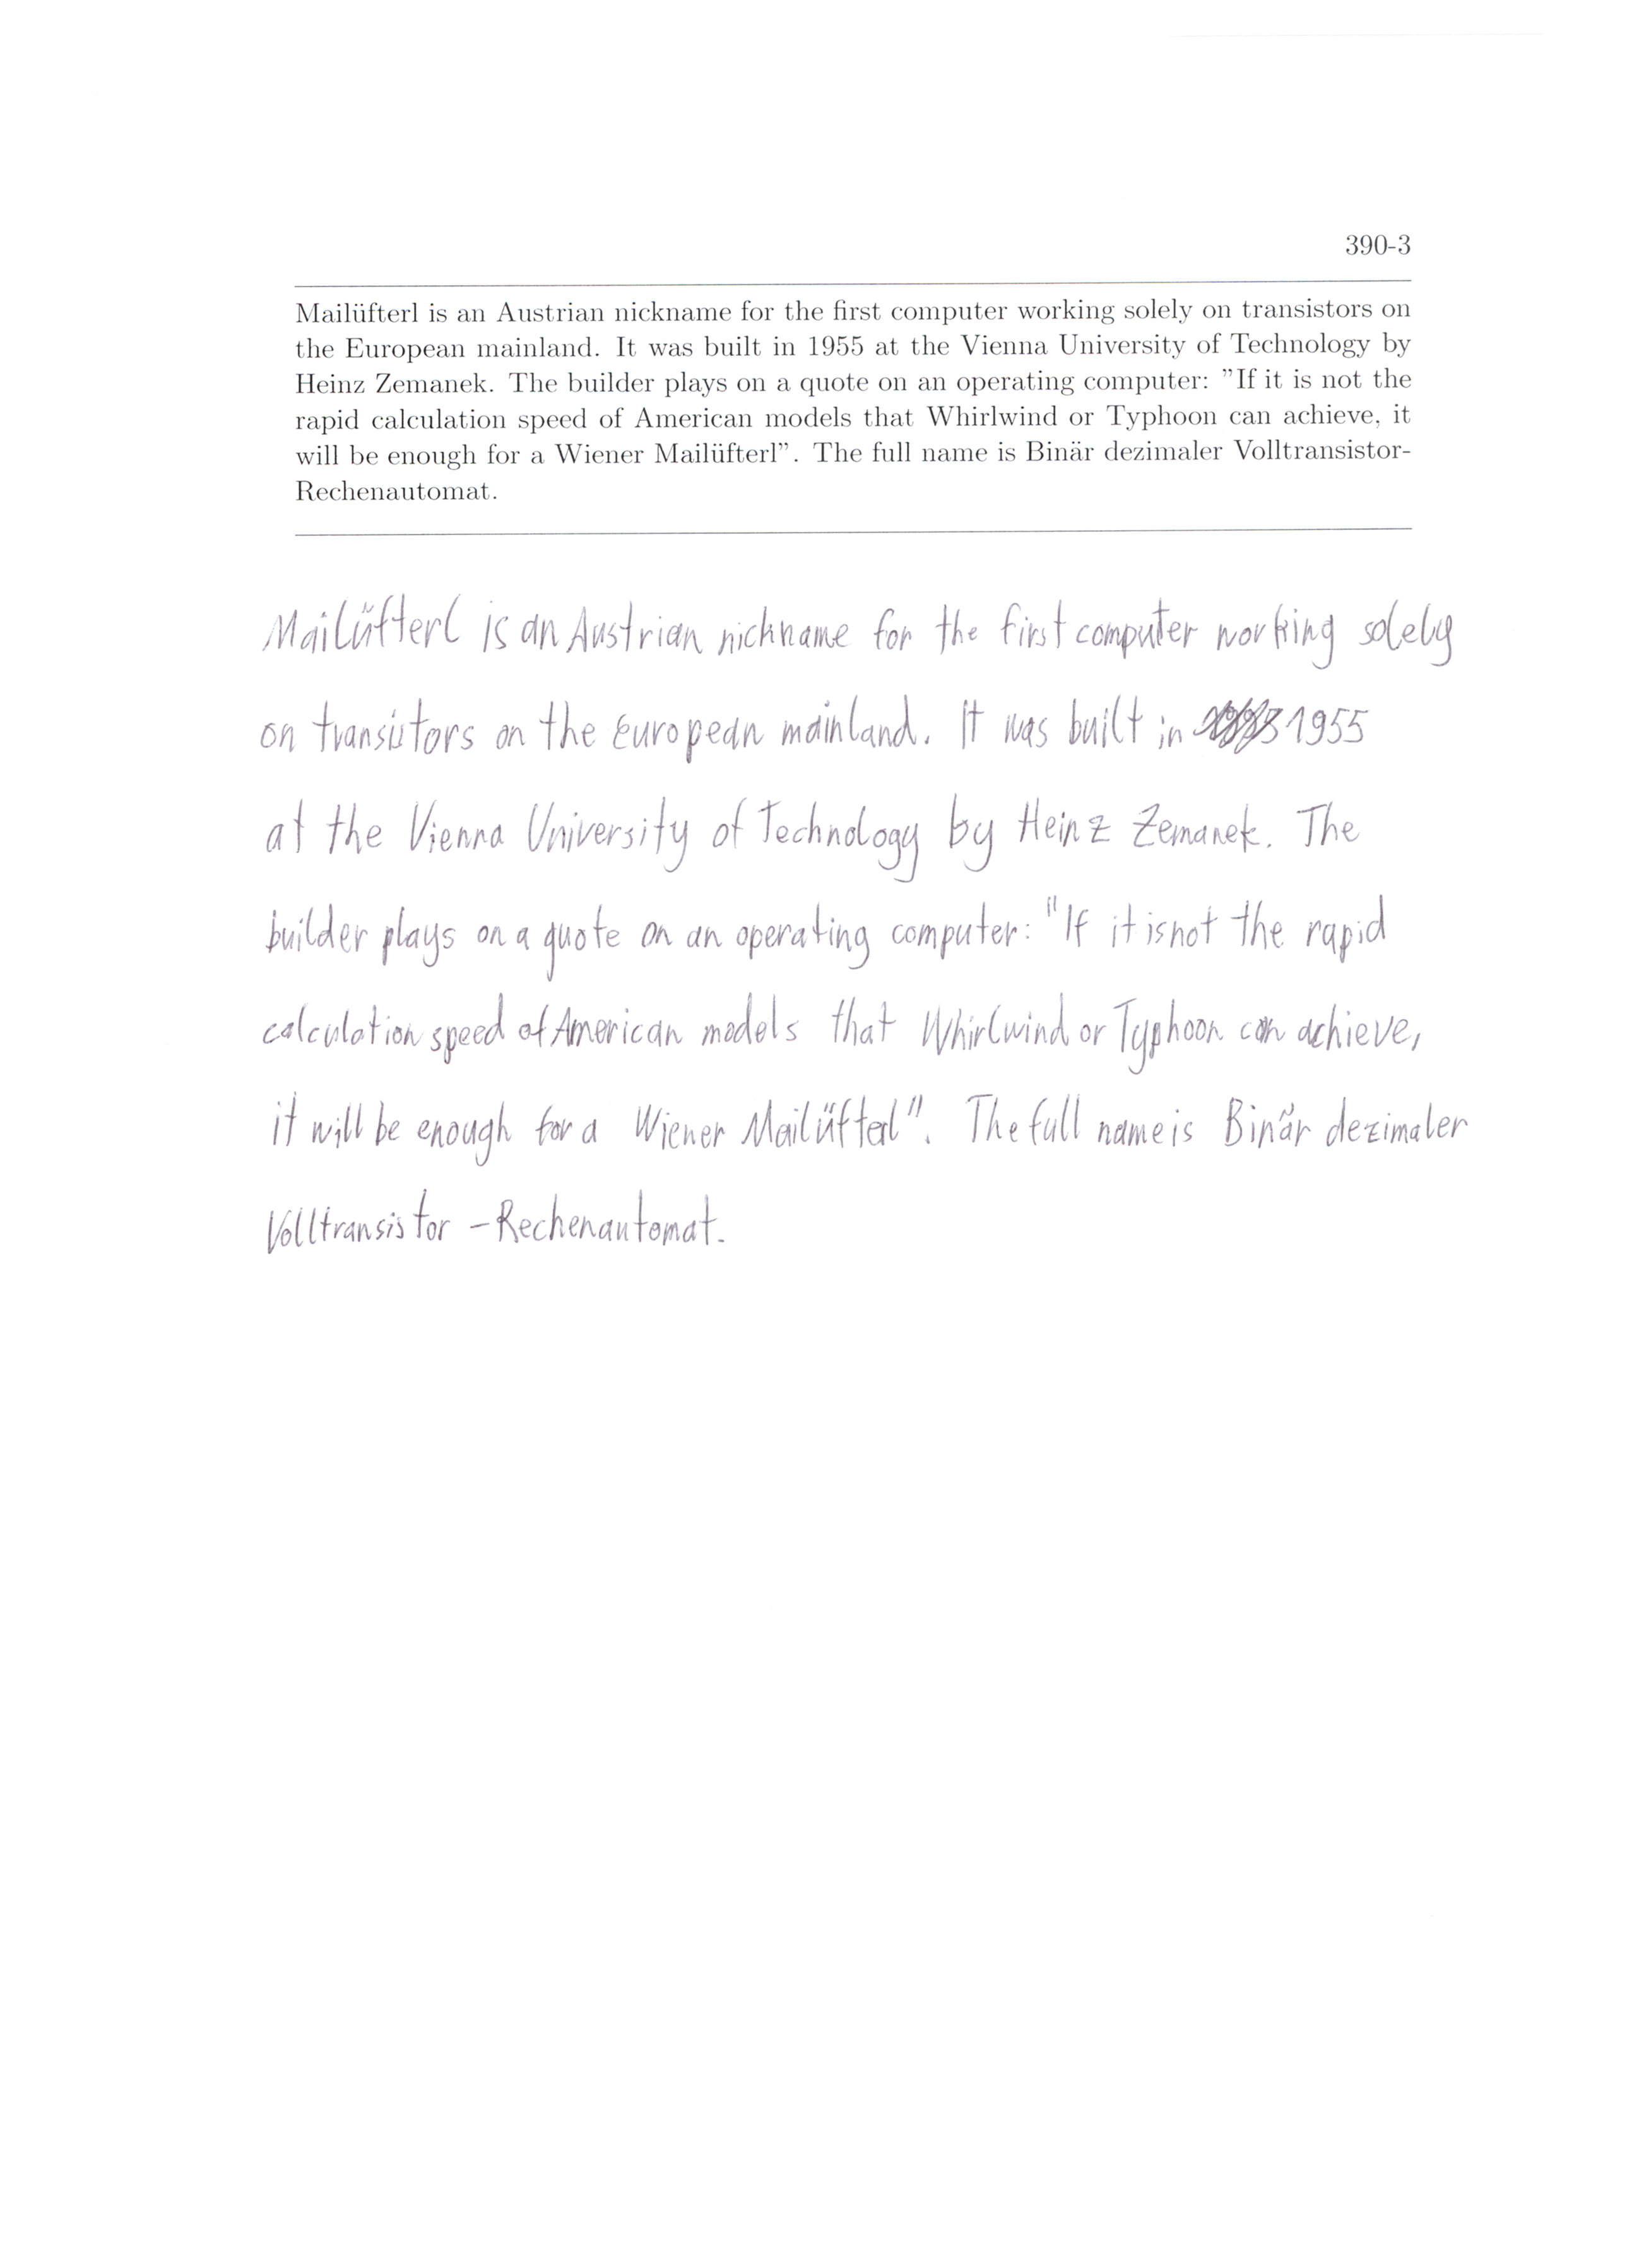 390-3
Mailüfterl is an Austrian nickname for the first computer working solely on transistors on
the European mainland. It was built in 1955 at the Vienna University of Technology by
Heinz Zemanek. The builder plays on a quote on an operating computer: ”If it is not the
rapid calculation speed of American models that Whirlwind or Typhoon can achieve, it
will be enough for a Wiener Mailüfterl”. The full name is Binär dezimaler Volltransistor-
Rechenautomat.
Mailüfterl is an Austrian nickname for the first computer working solely
on transistors on the European mainland. It was built in 1955
at the Vienna University of Technology by Heinz Zemanek. The
builder plays on a quote on an operating computer: "If it is not the rapid
calculation speed of American models that Whirlwind or Typhoon can achieve,
it will be enough for a Wiener Mailüfterl". The full name is Binär dezimaler
Volltransistor -Rechenautomat.